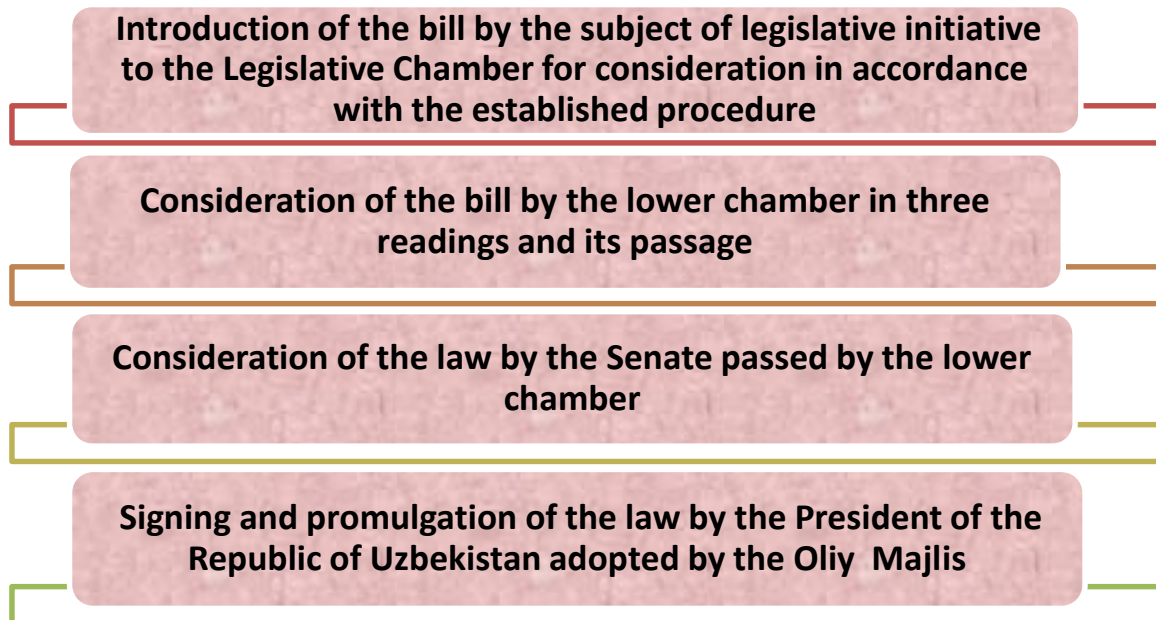 Introduction of the bill by the subject of legislative initiative
to the Legislative Chamber for consideration in accordance
with the established procedure
Consideration of the bill by the lower chamber in three
readings and its passage
Consideration of the law by the Senate passed by the lower
chamber
Signing and promulgation of the law by the President of the
Republic of Uzbekistan adopted by the Oliy  Majlis